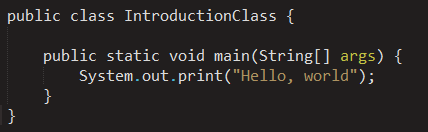 public class IntroductionClass {
public static void main(String[] args) {
System.out.print("Hello, world");
}
}